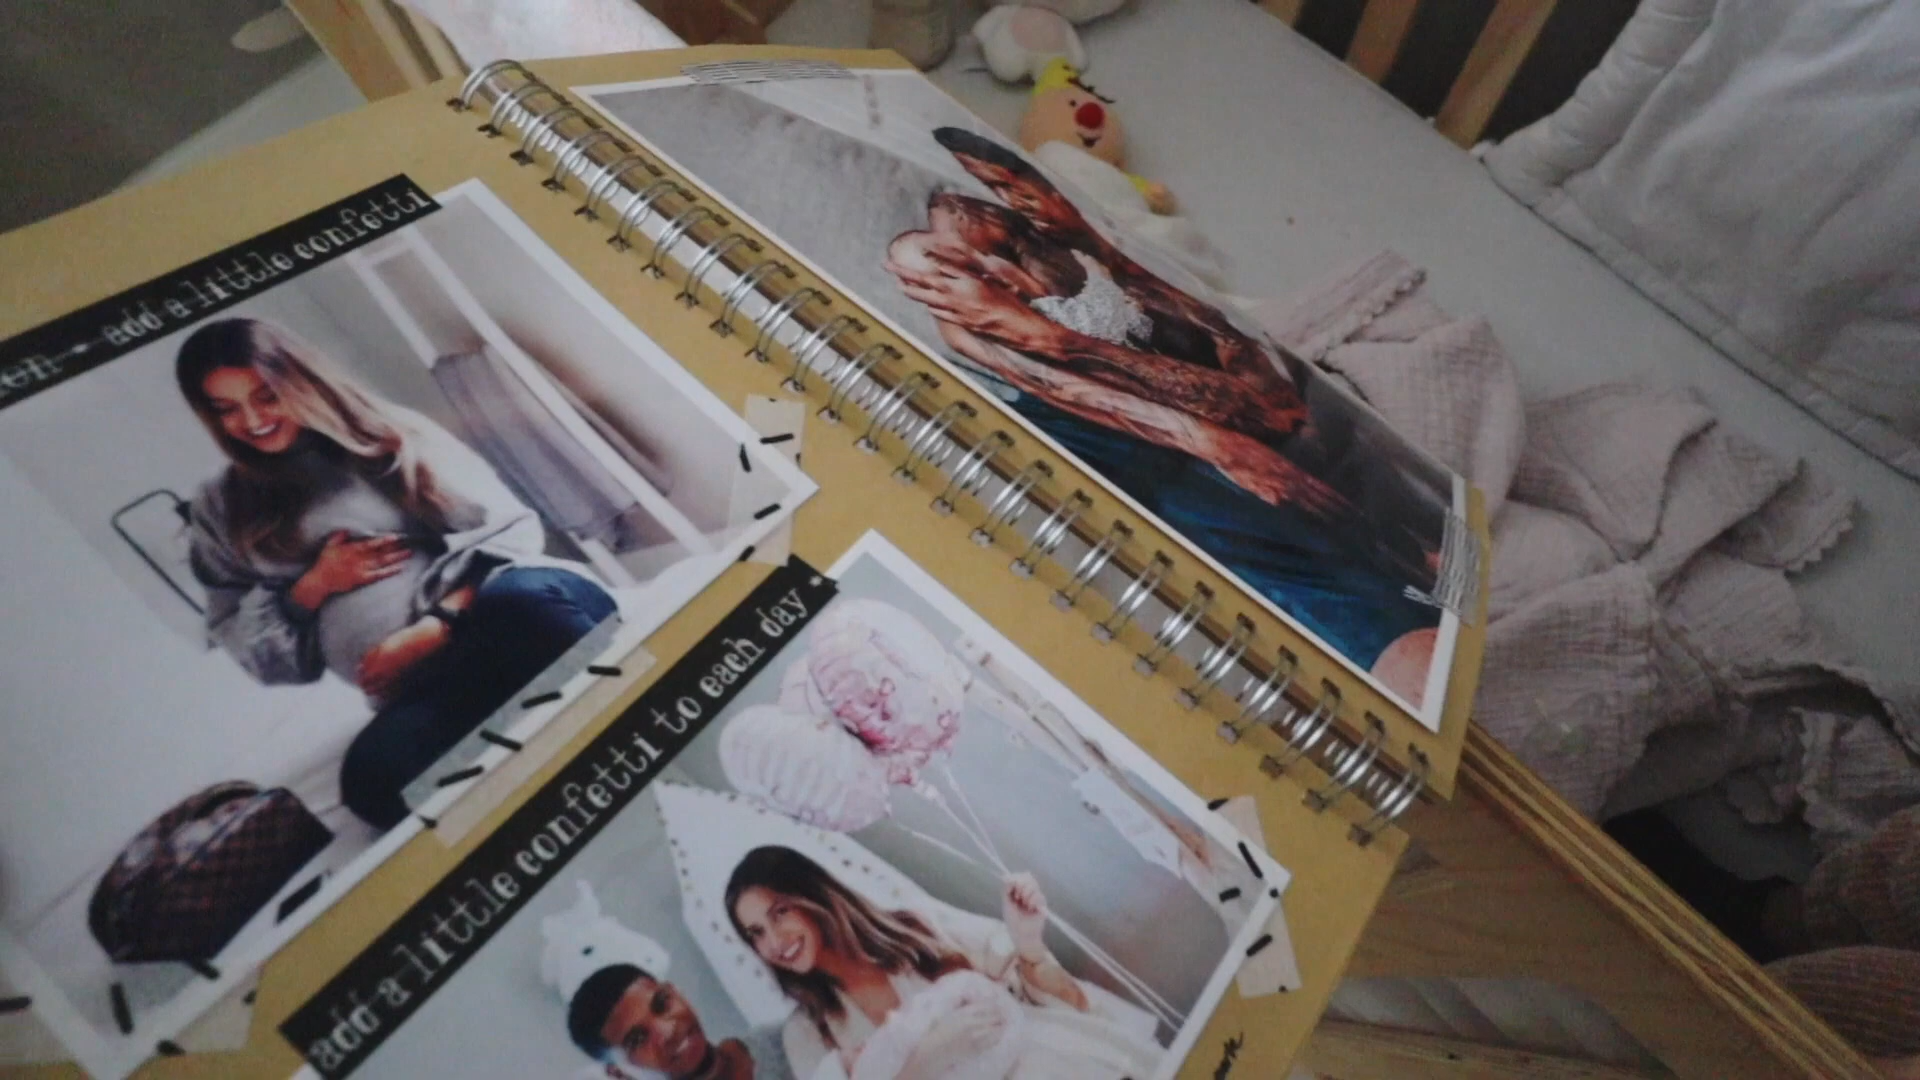 add a little confetti
add a little confetti to each day *